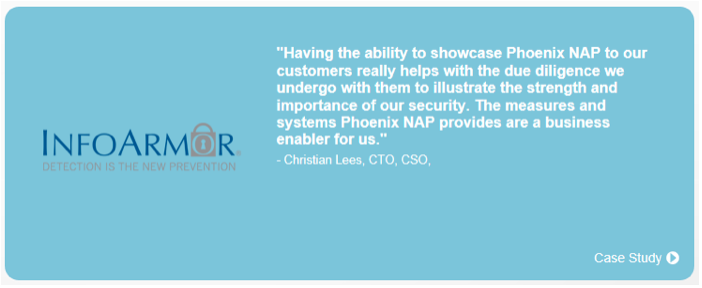 "Having the ability to showcase Phoenix NAP to our
customers really helps with the due diligence we
undergo with them to illustrate the strength and
importance of our security. The measures and
systems Phoenix NAP provides are a business
enabler for us."
- Christian Lees, CTO, CSO,
INFOARMOR®
DETECTION IS THE NEW PREVENTION
Case Study